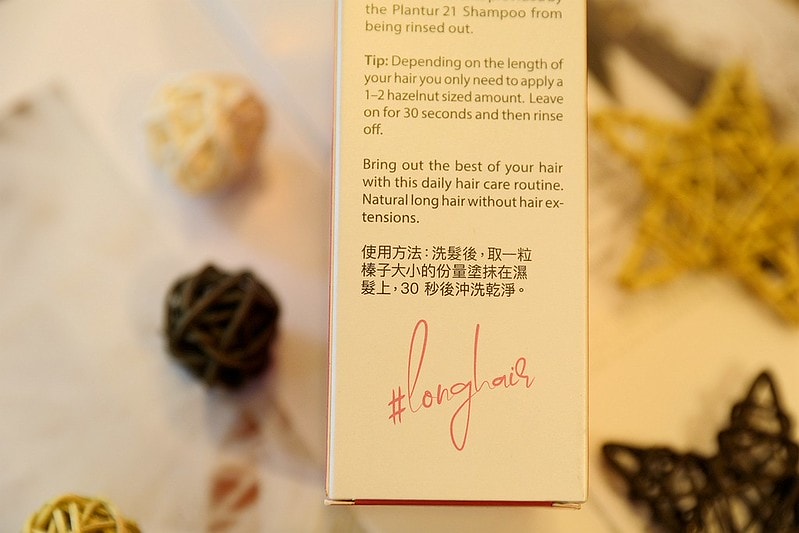 the Plantur 21 Shampoo from
being rinsed out.
Tip: Depending on the length of
your hair you only need to apply a
1–2 hazelnut sized amount. Leave
on for 30 seconds and then rinse
off.
Bring out the best of your hair
with this daily hair care routine.
Natural long hair without hair ex-
tensions.
使用方法：洗髮後，取一粒
榛子大小的份量塗抹在濕
髮上，30 秒後沖洗乾淨。
#longhair